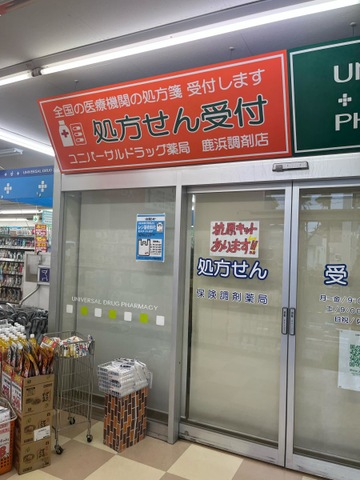 全国の医療機関の処方箋 受付します
処方せん受付
ユニバーサルドラッグ薬局 鹿浜調剤店
UN
PH
UNIVERSAL DRUG
抗原キット
あります!!
処方せん
保険調剤薬局
受
UNIVERSAL DRUG PHARMACY